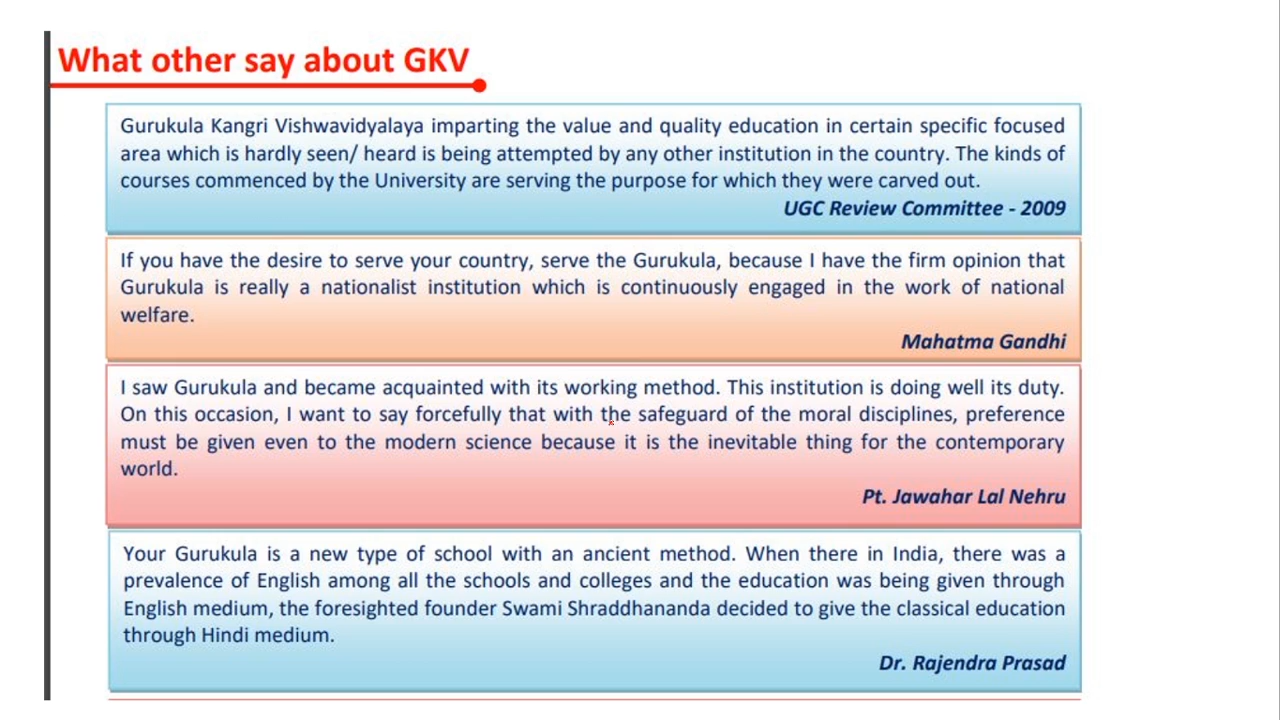 What other say about GKV
Gurukula Kangri Vishwavidyalaya imparting the value and quality education in certain specific focused
area which is hardly seen/ heard is being attempted by any other institution in the country. The kinds of
courses commenced by the University are serving the purpose for which they were carved out.
UGC Review Committee - 2009
If you have the desire to serve your country, serve the Gurukula, because I have the firm opinion that
Gurukula is really a nationalist institution which is continuously engaged in the work of national
welfare.
Mahatma Gandhi
I saw Gurukula and became acquainted with its working method. This institution is doing well its duty.
On this occasion, I want to say forcefully that with the safeguard of the moral disciplines, preference
must be given even to the modern science because it is the inevitable thing for the contemporary
world.
Pt. Jawahar Lal Nehru
Your Gurukula is a new type of school with an ancient method. When there in India, there was a
prevalence of English among all the schools and colleges and the education was being given through
English medium, the foresighted founder Swami Shraddhananda decided to give the classical education
through Hindi medium.
Dr. Rajendra Prasad